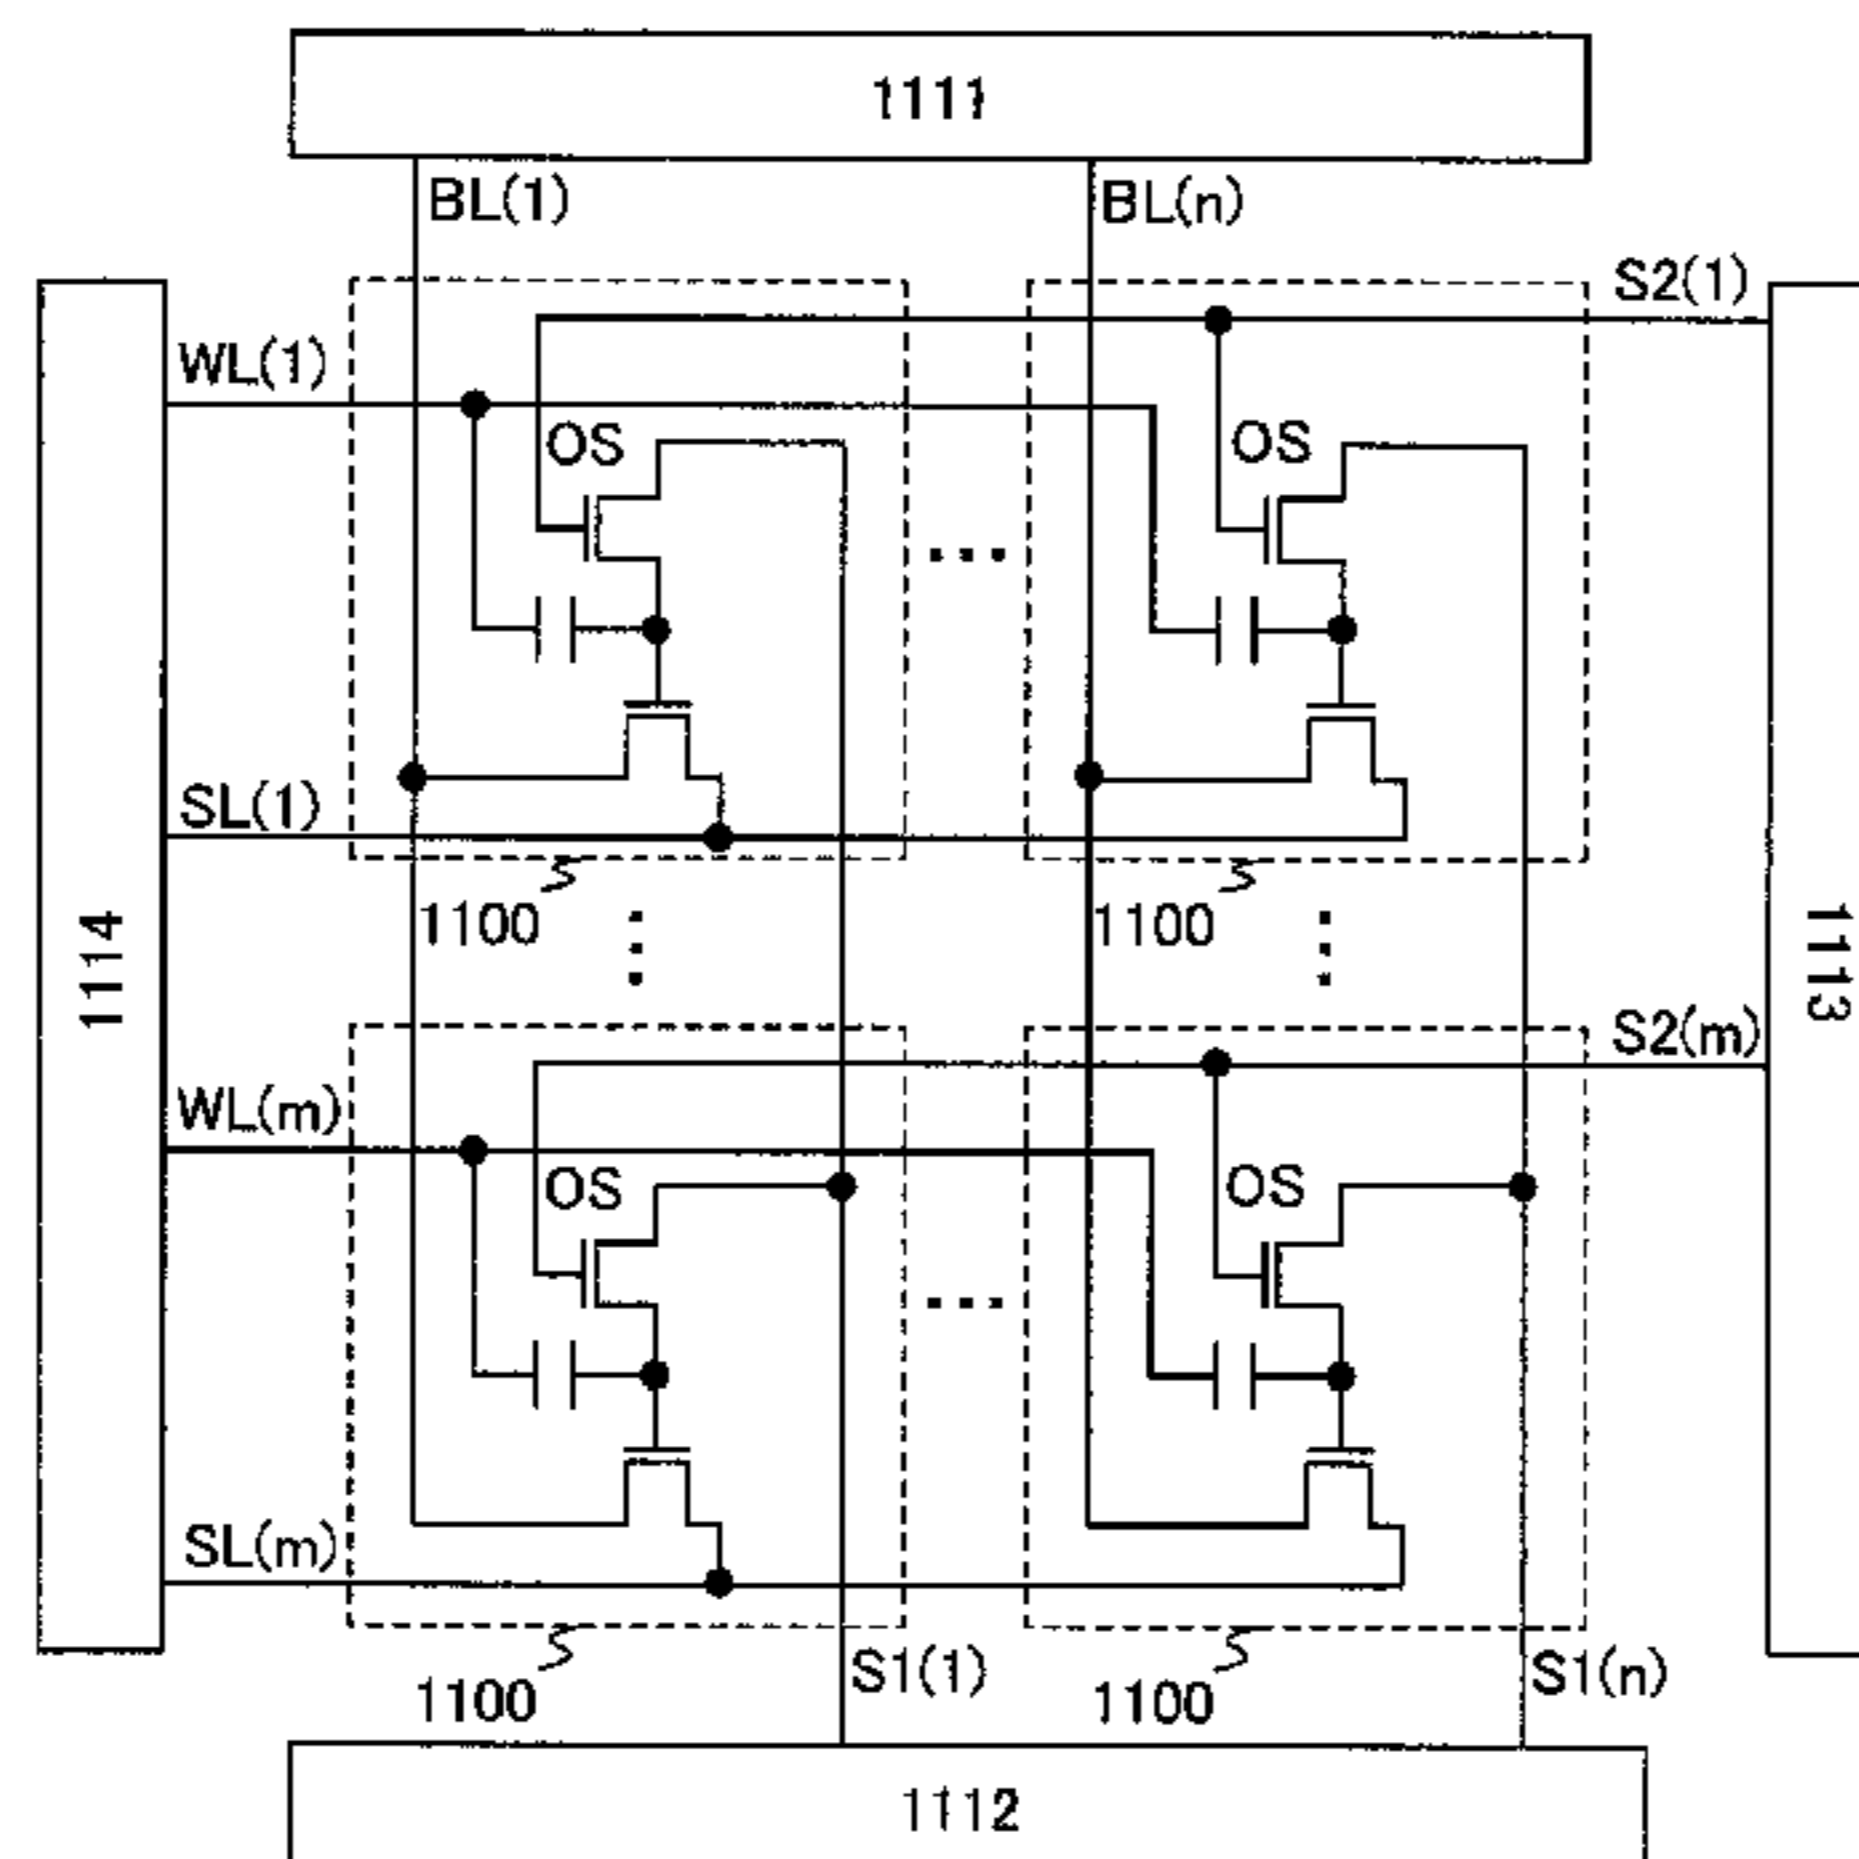 1111
BL(1)
BL(n)
S2(1)
WL(1)
OS
OS
SL(1)
1100
1100
1114
1113
S2(m)
WL(m)
OS
OS
SL(m)
1100
S1(1)
1100
S1(n)
1112